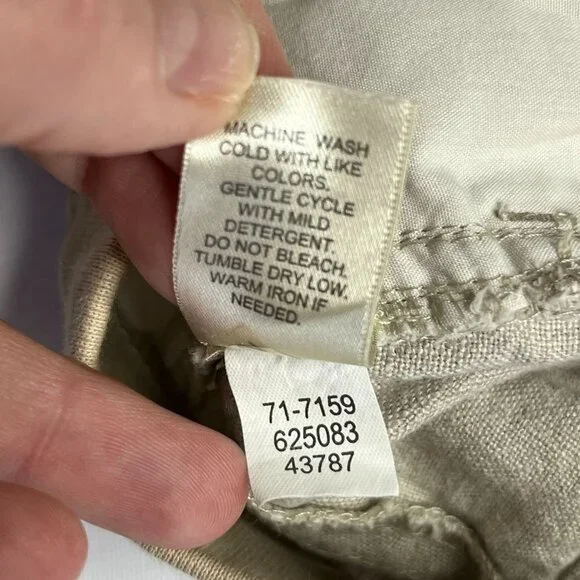 MACHINE WASH
COLD WITH LIKE
COLORS.
GENTLE CYCLE
WITH MILD
DETERGENT.
DO NOT BLEACH.
TUMBLE DRY LOW.
WARM IRON IF
NEEDED.
71-7159
625083
43787